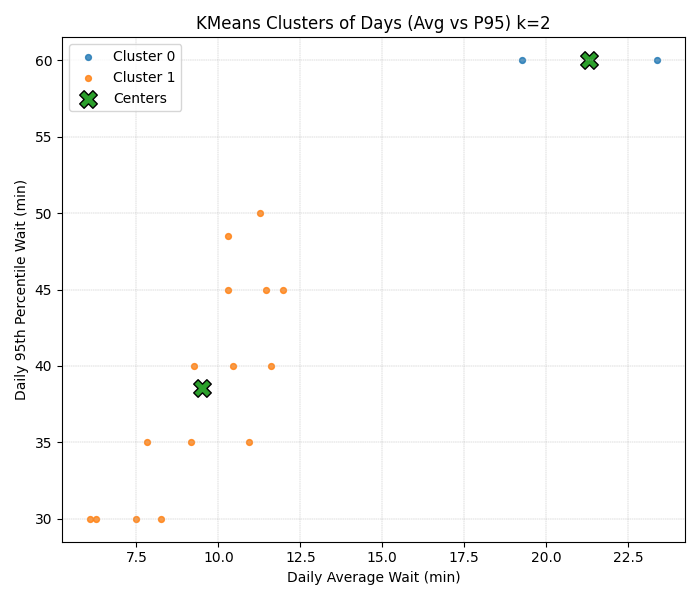 KMeans Clusters of Days (Avg vs P95) k=2
Cluster 0
Cluster 1
Centers
Daily 95th Percentile Wait (min)
60
55
50
45
40
35
30
7.5
10.0
12.5
15.0
17.5
20.0
22.5
Daily Average Wait (min)